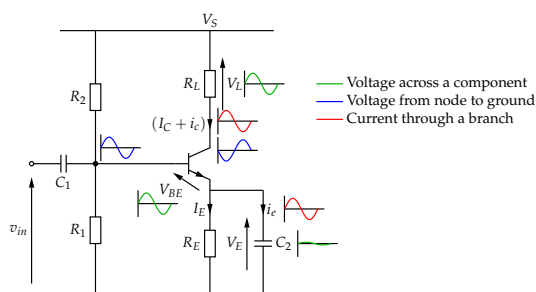 V_S
R_L
V_L
Voltage across a component
Voltage from node to ground
Current through a branch
R_2
(I_C + i_c)
C_1
V_BE
I_E
i_e
v_in
R_1
R_E
V_E
C_2